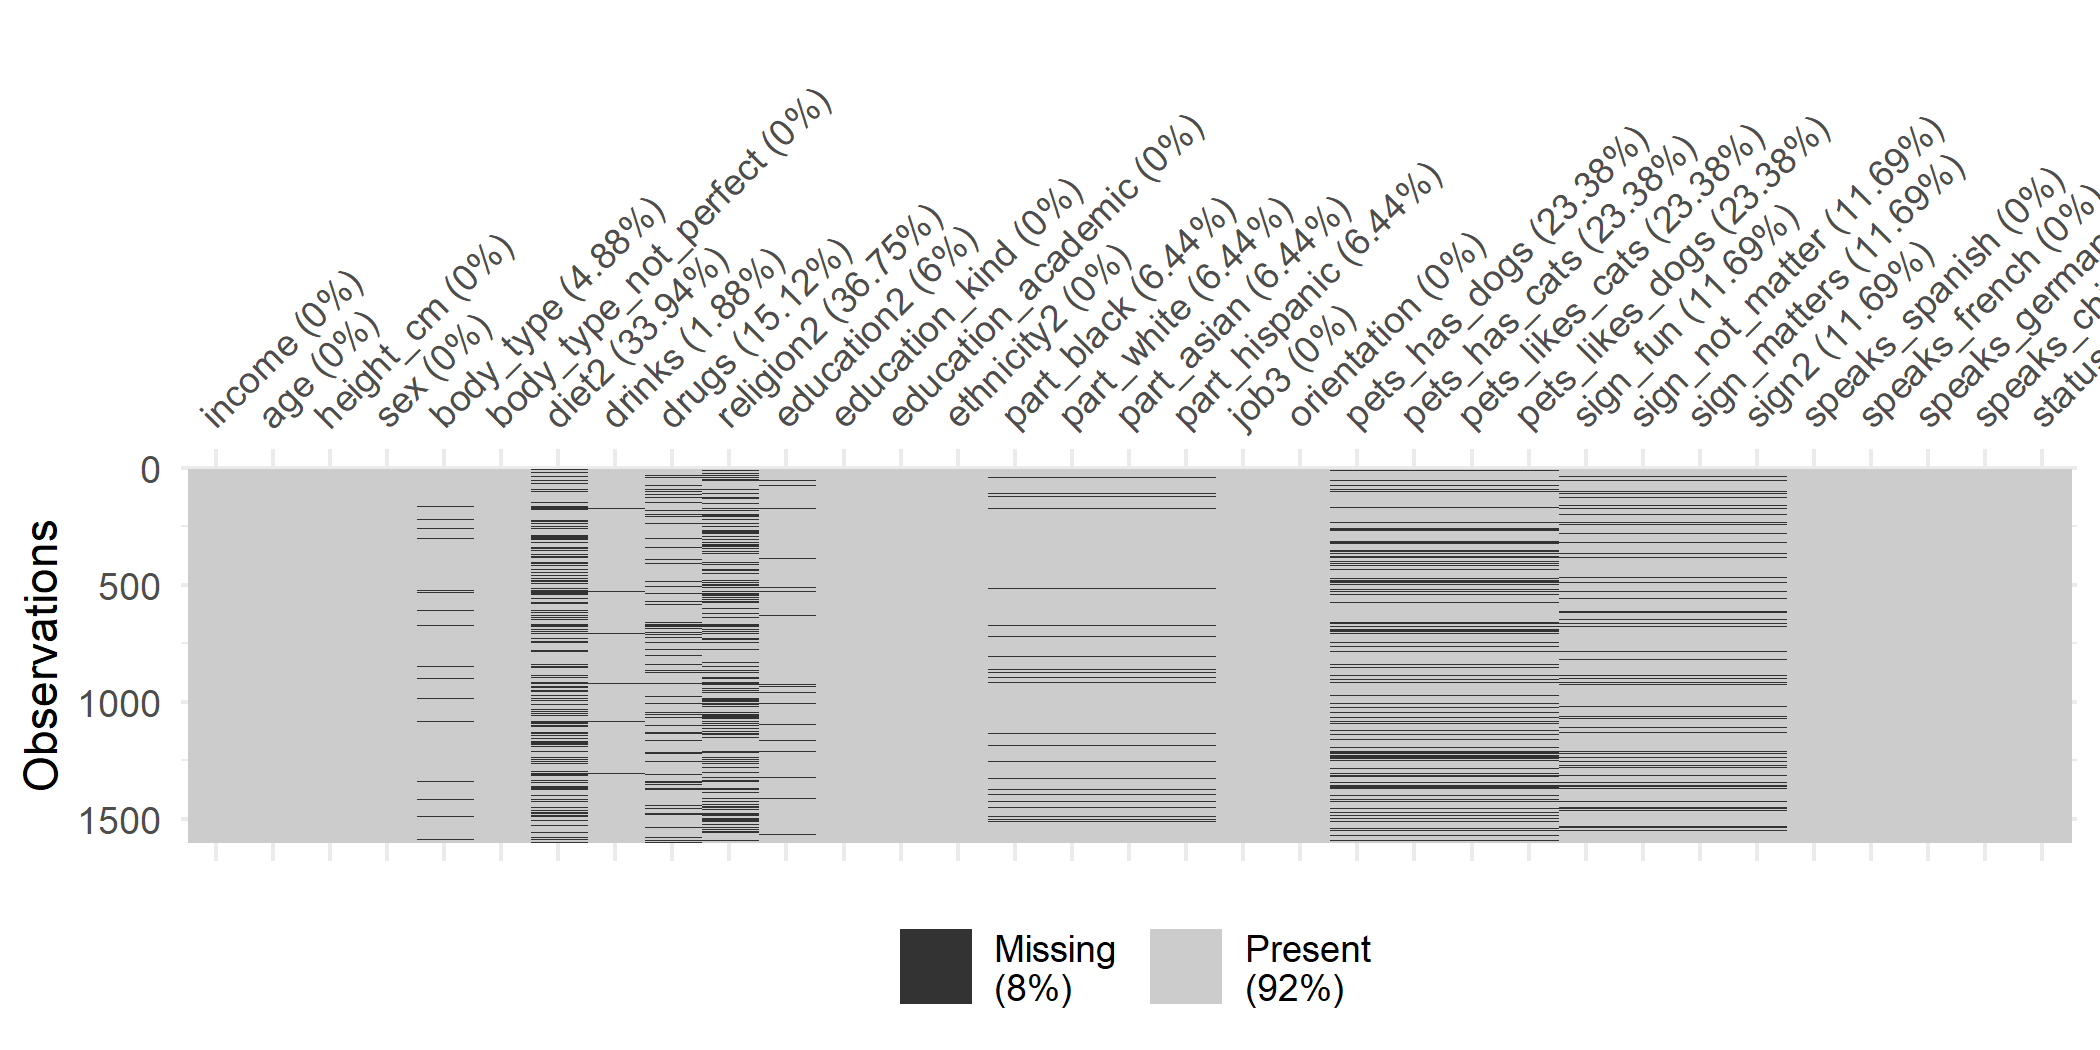 income (0%)
age (0%)
height_cm (0%)
sex (0%)
body_type (4.88%)
body_type_not_perfect (0%)
diet2 (33.94%)
drinks (1.88%)
drugs (15.12%)
religion2 (36.75%)
education2 (6%)
education_kind (0%)
education_academic (0%)
ethnicity2 (0%)
part_black (6.44%)
part_white (6.44%)
part_asian (6.44%)
part_hispanic (6.44%)
job3 (0%)
orientation (0%)
pets_has_dogs (23.38%)
pets_has_cats (23.38%)
pets_likes_cats (23.38%)
pets_likes_dogs (23.38%)
sign_fun (11.69%)
sign_not_matter (11.69%)
sign_matters (11.69%)
sign2 (11.69%)
speaks_spanish (0%)
speaks_french (0%)
speaks_german
speaks_chi
status
0
500
1000
1500
Observations
Missing
(8%)
Present
(92%)